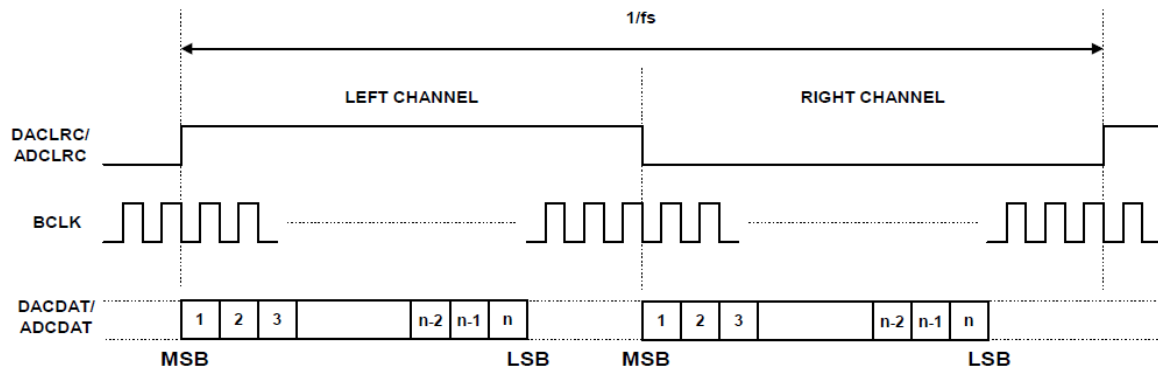 1/fs
LEFT CHANNEL RIGHT CHANNEL
DACLRC/
ADCLRC
BCLK
DACDAT/
ADCDAT
1 2 3 n-2 n-1 n 1 2 3 n-2 n-1 n
MSB LSB MSB LSB